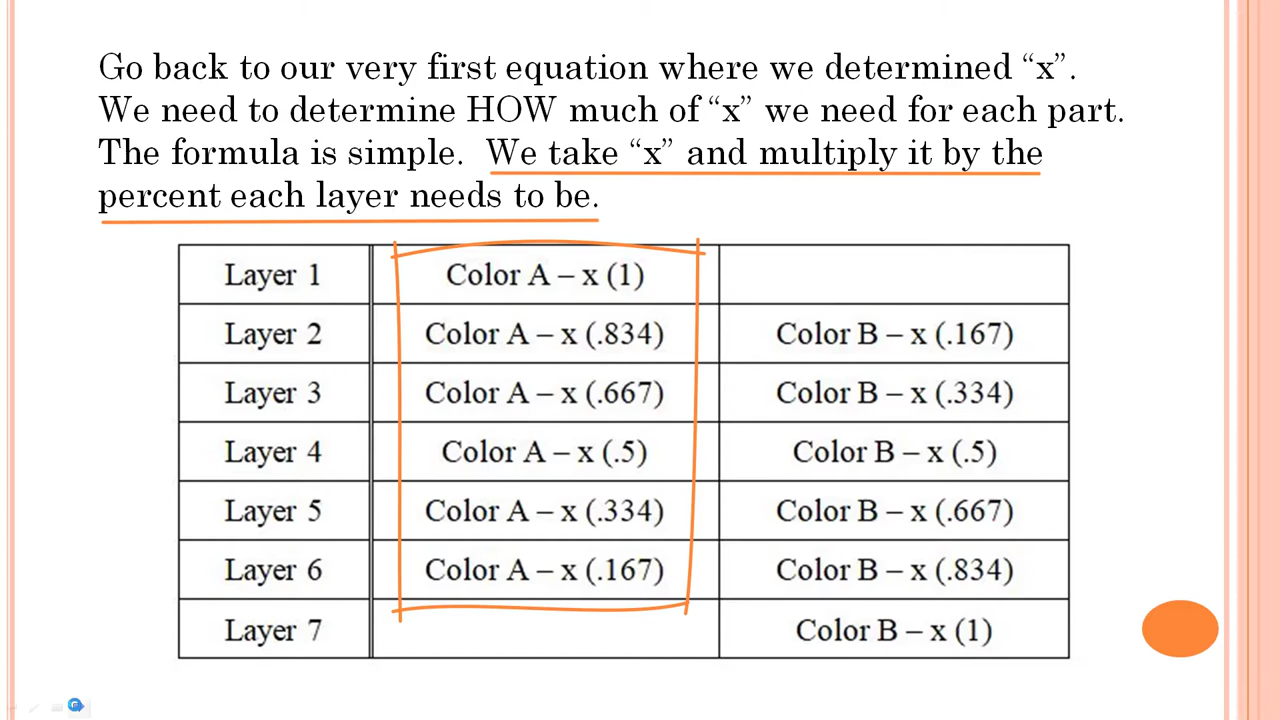 Go back to our very first equation where we determined “x”.
We need to determine HOW much of “x” we need for each part.
The formula is simple.  We take “x” and multiply it by the
percent each layer needs to be.
Layer 1 Color A – x (1)
Layer 2 Color A – x (.834) Color B – x (.167)
Layer 3 Color A – x (.667) Color B – x (.334)
Layer 4 Color A – x (.5) Color B – x (.5)
Layer 5 Color A – x (.334) Color B – x (.667)
Layer 6 Color A – x (.167) Color B – x (.834)
Layer 7 Color B – x (1)